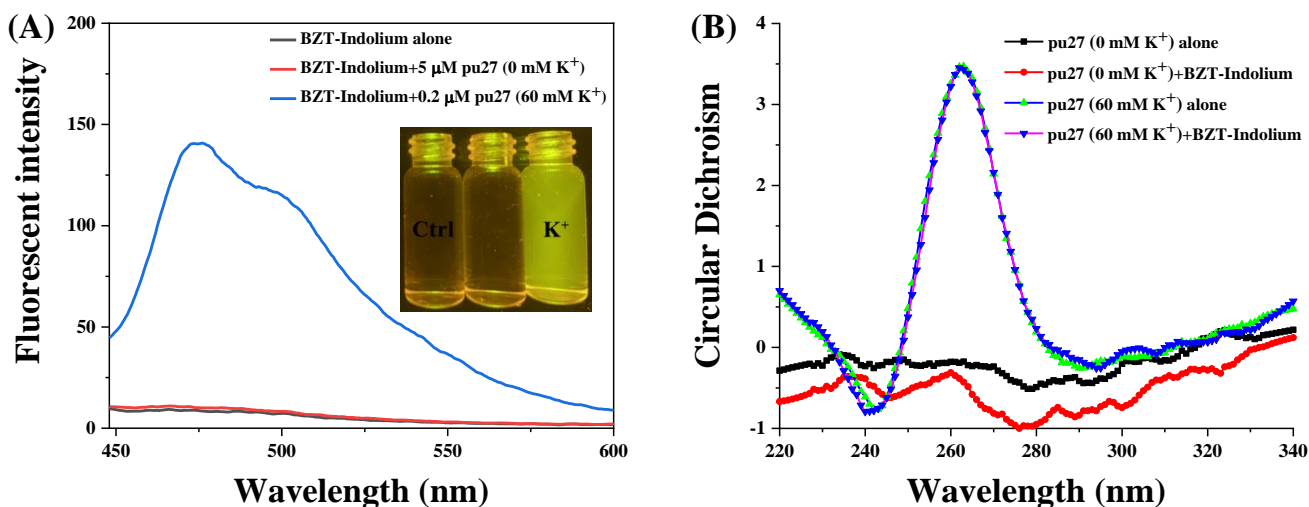 (A)
200
150
100
50
0
450
500
550
600
Fluorescent intensity
Wavelength (nm)
BZT-Indolium alone
BZT-Indolium+5 μM pu27 (0 mM K⁺)
BZT-Indolium+0.2 μM pu27 (60 mM K⁺)
Ctrl
K⁺
(B)
4
3
2
1
0
-1
220
240
260
280
300
320
340
Circular Dichroism
Wavelength (nm)
pu27 (0 mM K⁺) alone
pu27 (0 mM K⁺)+BZT-Indolium
pu27 (60 mM K⁺) alone
pu27 (60 mM K⁺)+BZT-Indolium